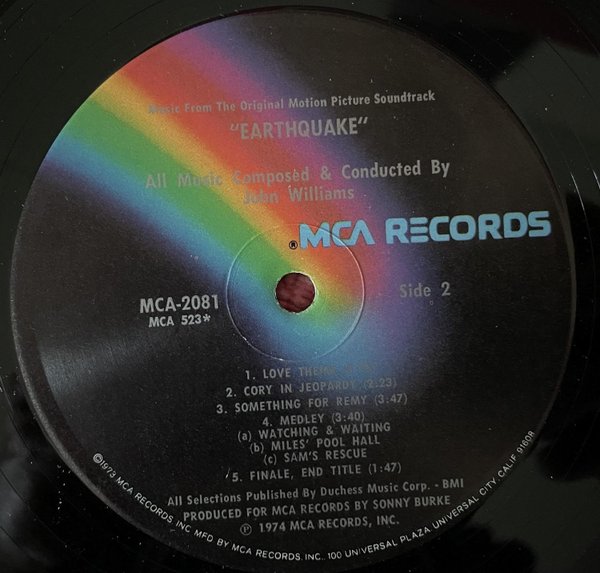 Music From The Original Motion Picture Soundtrack
"EARTHQUAKE"
All Music Composed & Conducted By
John Williams
® MCA RECORDS
MCA-2081
MCA 523*
Side 2
1. LOVE THEME
2. CORY IN JEOPARDY (2:23)
3. SOMETHING FOR REMY (3:47)
4. MEDLEY (3:40)
(a) WATCHING & WAITING
(b) MILES' POOL HALL
(c) SAM'S RESCUE
5. FINALE, END TITLE (1:47)
All Selections Published By Duchess Music Corp. - BMI
PRODUCED FOR MCA RECORDS BY SONNY BURKE
℗ 1974 MCA RECORDS, INC.
©1973 MCA RECORDS INC MFD BY MCA RECORDS. INC., 100 UNIVERSAL PLAZA UNIVERSAL CITY, CALIF. 91608